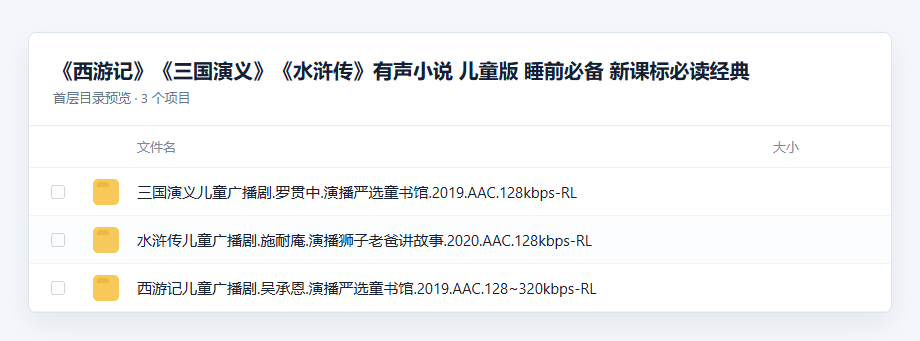 《西游记》《三国演义》《水浒传》有声小说 儿童版 睡前必备 新课标必读经典
首层目录预览 · 3 个项目
文件名 大小
三国演义儿童广播剧.罗贯中.演播严选童书馆.2019.AAC.128kbps-RL
水浒传儿童广播剧.施耐庵.演播狮子老爸讲故事.2020.AAC.128kbps-RL
西游记儿童广播剧.吴承恩.演播严选童书馆.2019.AAC.128~320kbps-RL